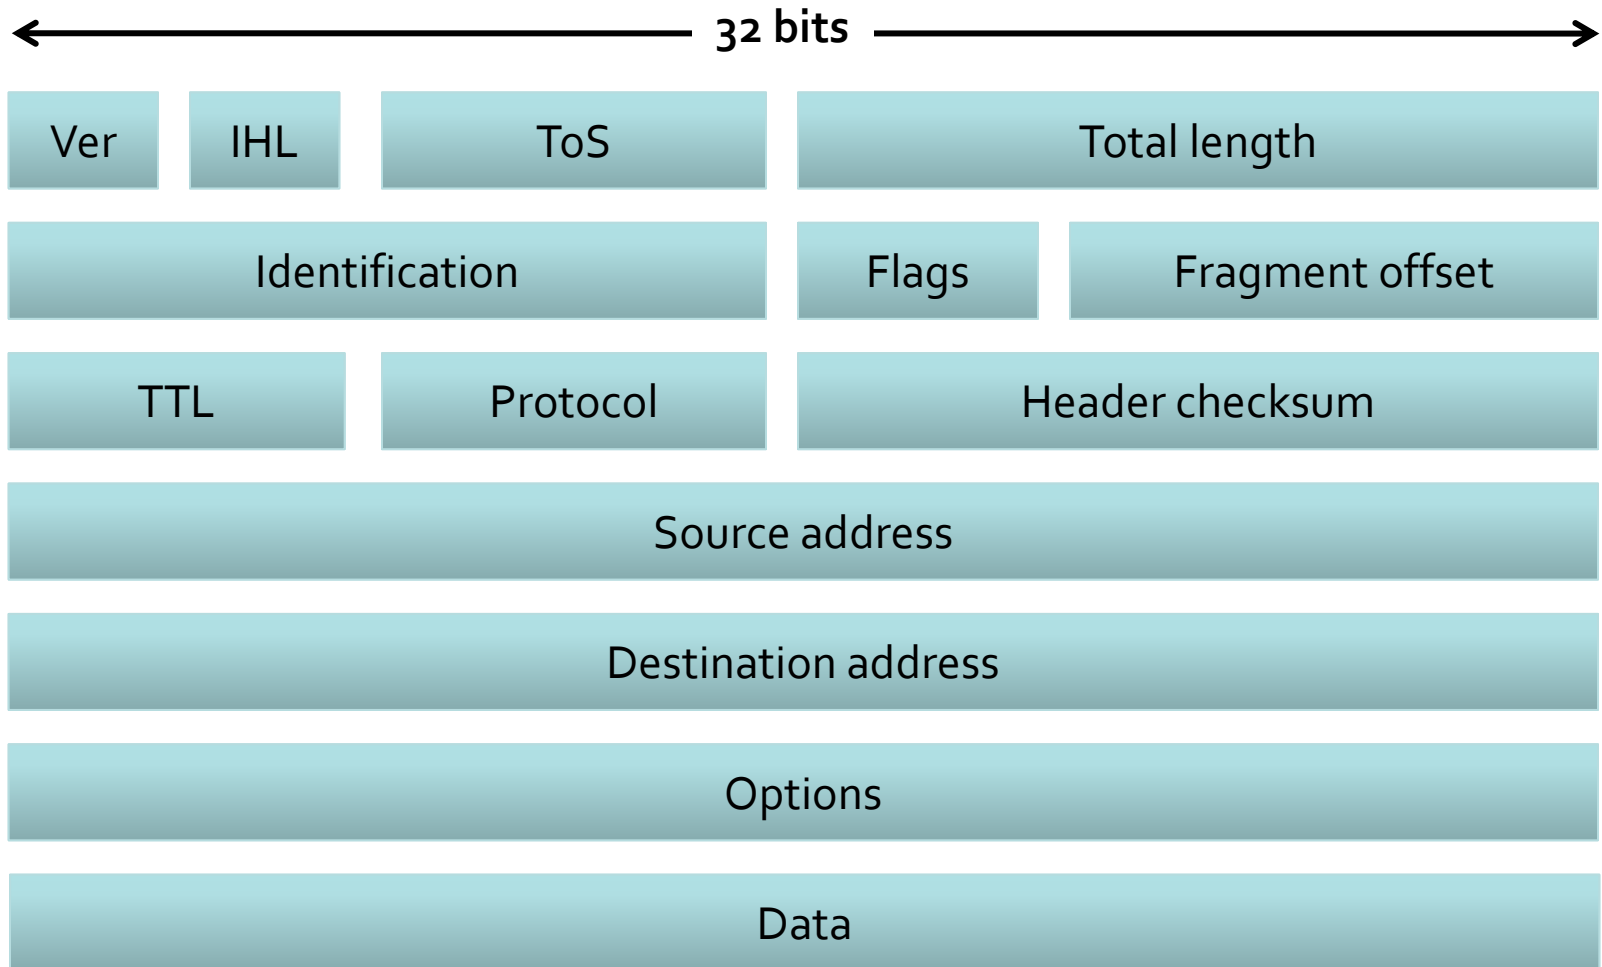 32 bits
Ver IHL ToS Total length
Identification Flags Fragment offset
TTL Protocol Header checksum
Source address
Destination address
Options
Data